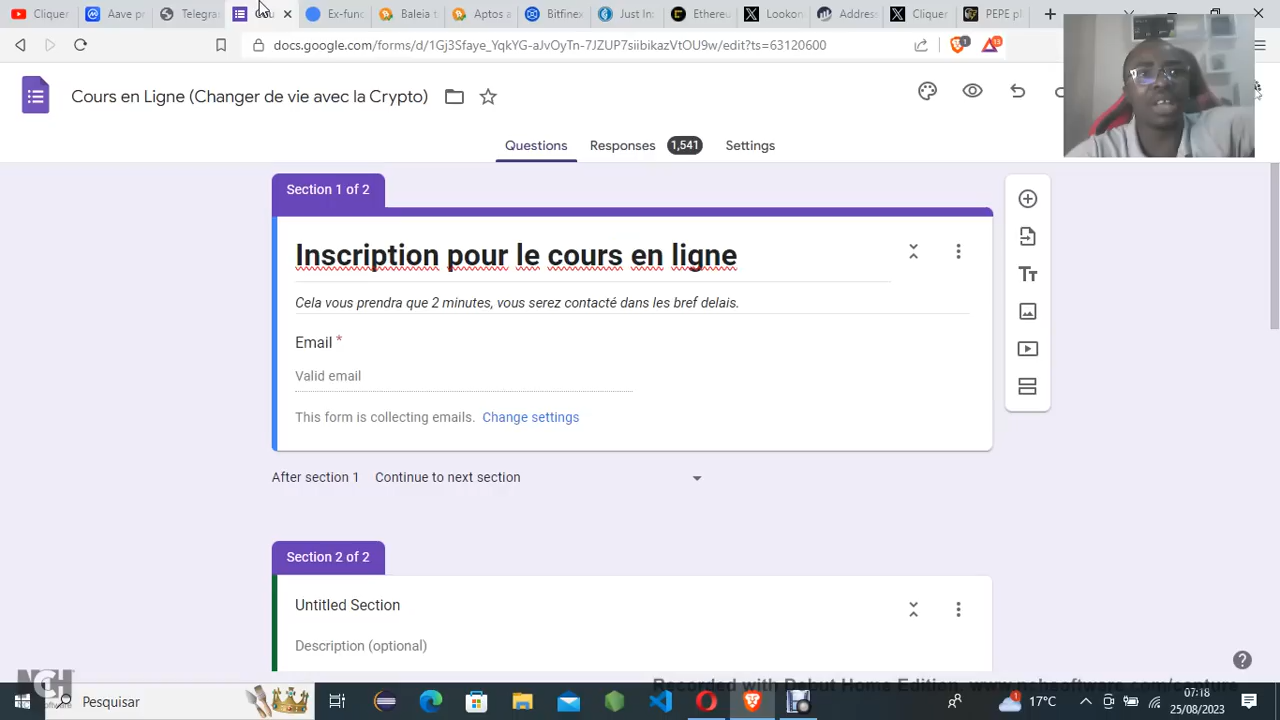 Cliquer
Aave pr
Telegra
Ex-func
Baleia t
Aptos a
Bitfinex
Just In:
Ethereu
Lookon
Address
Cliquer
PEPE pl
docs.google.com/forms/d/1Gj3Sfaye_YqkYG-aJvOyTn-7JZUP7siibikazVtOU9w/edit?ts=63120600
Cours en Ligne (Changer de vie avec la Crypto)
Questions
Responses 1,541
Settings
Section 1 of 2
Inscription pour le cours en ligne
Cela vous prendra que 2 minutes, vous serez contacté dans les bref delais.
Email *
Valid email
This form is collecting emails. Change settings
After section 1 Continue to next section
Section 2 of 2
Untitled Section
Description (optional)
NCH
Recorded with Debut Home Edition. www.nchsoftware.com/capture
Pesquisar
17°C
07:18
25/08/2023